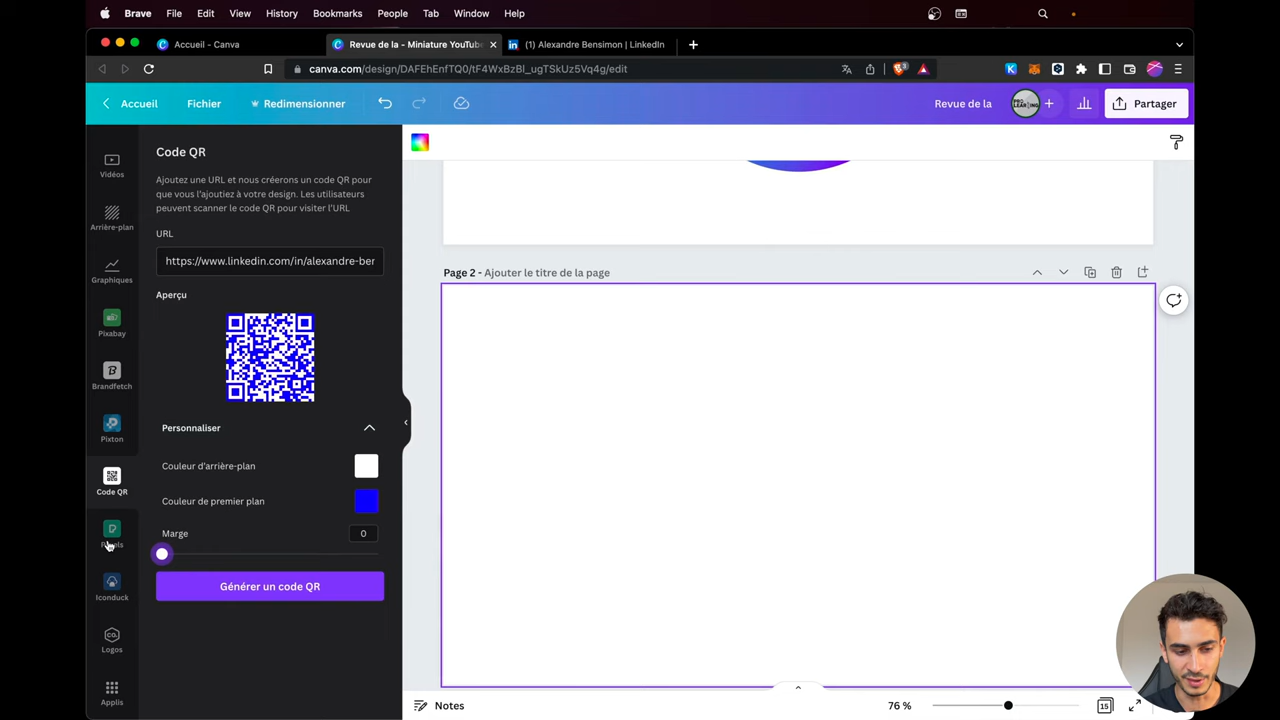 Brave File Edit View History Bookmarks People Tab Window Help
Accueil - Canva
Revue de la - Miniature YouTube
(1) Alexandre Bensimon | LinkedIn
canva.com/design/DAFEhEnfTQ0/tF4WxBzBl_ugTSkUz5Vq4g/edit
Accueil
Fichier
Redimensionner
Revue de la
Partager
Vidéos
Arrière-plan
Graphiques
Pixabay
Brandfetch
Pixton
Code QR
Iconduck
Logos
Applis
Code QR
Ajoutez une URL et nous créerons un code QR pour
que vous l'ajoutiez à votre design. Les utilisateurs
peuvent scanner le code QR pour visiter l'URL
URL
https://www.linkedin.com/in/alexandre-ber
Aperçu
Personnaliser
Couleur d'arrière-plan
Couleur de premier plan
Marge 0
Générer un code QR
Page 2 - Ajouter le titre de la page
Notes
76 %
15